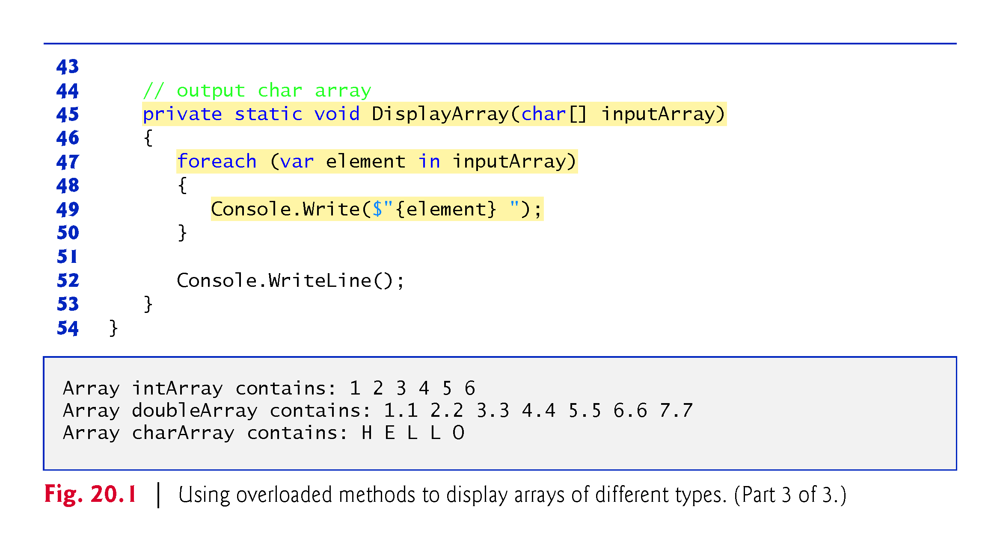 43
44 // output char array
45 private static void DisplayArray(char[] inputArray)
46 {
47 foreach (var element in inputArray)
48 {
49 Console.Write($"{element} ");
50 }
51
52 Console.WriteLine();
53 }
54 }
Array intArray contains: 1 2 3 4 5 6
Array doubleArray contains: 1.1 2.2 3.3 4.4 5.5 6.6 7.7
Array charArray contains: H E L L O
Fig. 20.1 | Using overloaded methods to display arrays of different types. (Part 3 of 3.)